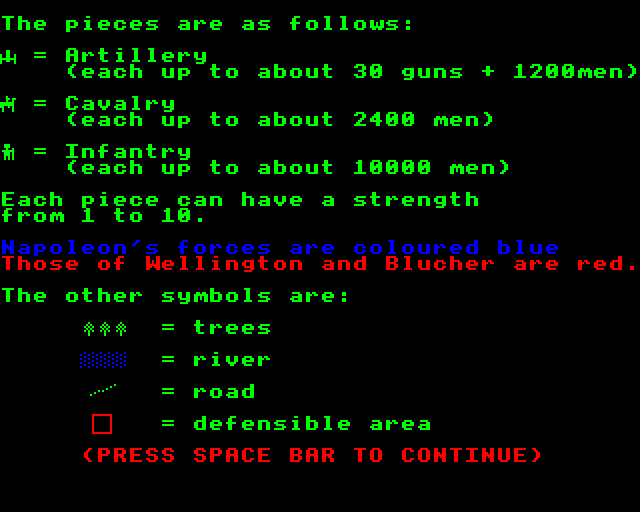 The pieces are as follows:
= Artillery
(each up to about 30 guns + 1200men)
= Cavalry
(each up to about 2400 men)
= Infantry
(each up to about 10000 men)
Each piece can have a strength
from 1 to 10.
Napoleon's forces are coloured blue
Those of Wellington and Blucher are red.
The other symbols are:
= trees
= river
= road
= defensible area
(PRESS SPACE BAR TO CONTINUE)